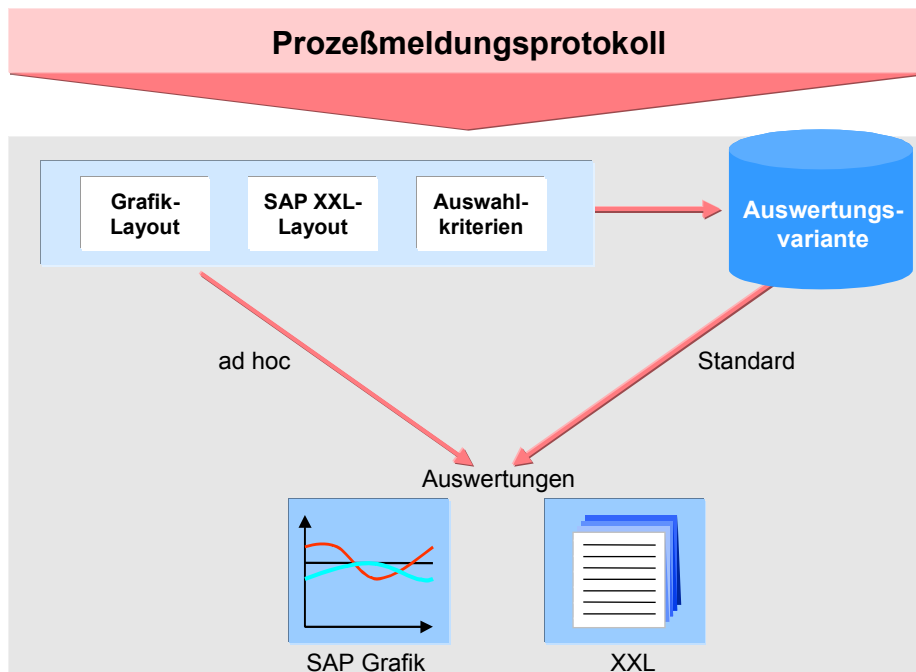 Prozeßmeldungsprotokoll
Grafik-
Layout
SAP XXL-
Layout
Auswahl-
kriterien
Auswertungs-
variante
ad hoc
Standard
Auswertungen
SAP Grafik
XXL